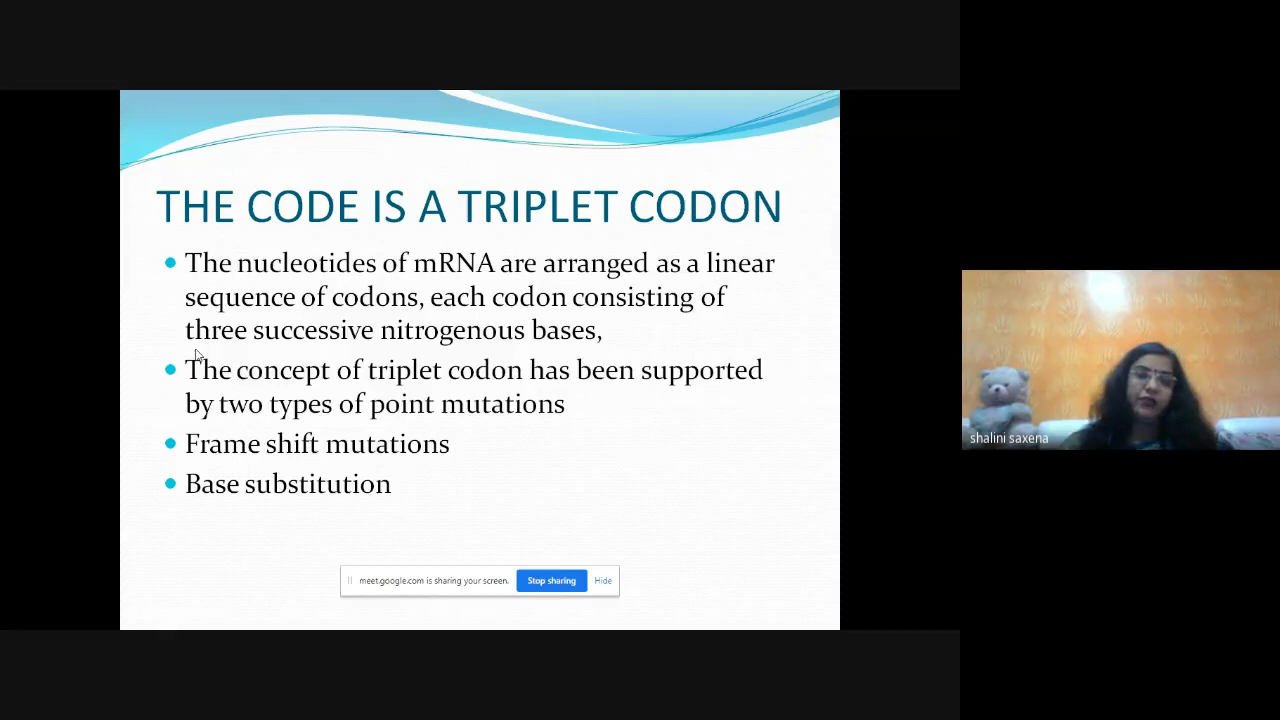 THE CODE IS A TRIPLET CODON
The nucleotides of mRNA are arranged as a linear
sequence of codons, each codon consisting of
three successive nitrogenous bases,
The concept of triplet codon has been supported
by two types of point mutations
Frame shift mutations
Base substitution
meet.google.com is sharing your screen. Stop sharing Hide
shalini saxena